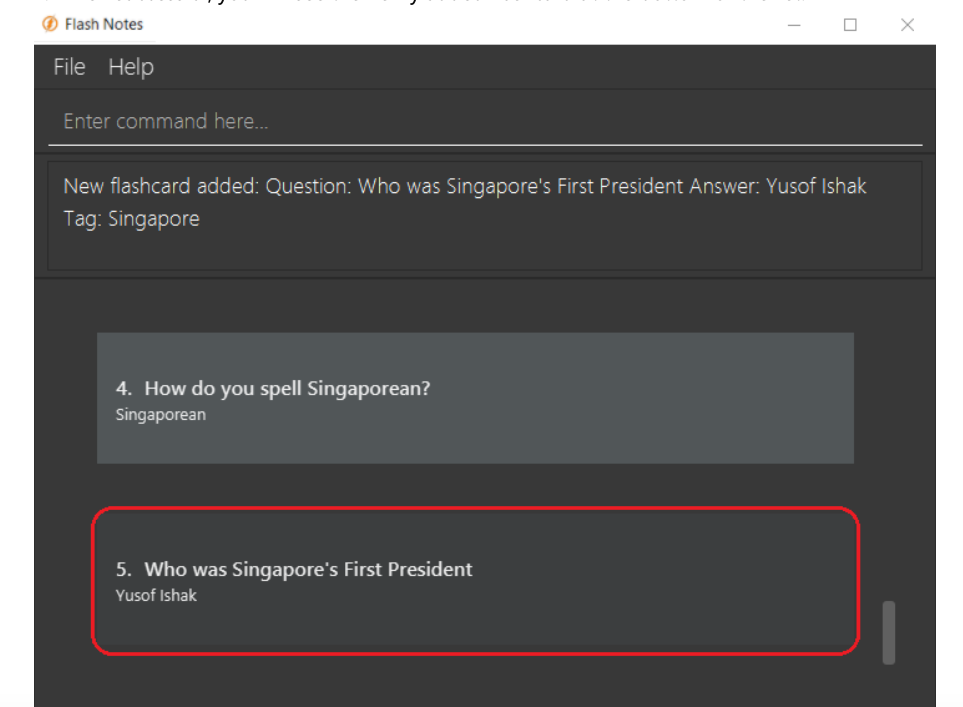 Flash Notes
File Help
Enter command here...
New flashcard added: Question: Who was Singapore's First President Answer: Yusof Ishak
Tag: Singapore
4. How do you spell Singaporean?
Singaporean
5. Who was Singapore's First President
Yusof Ishak